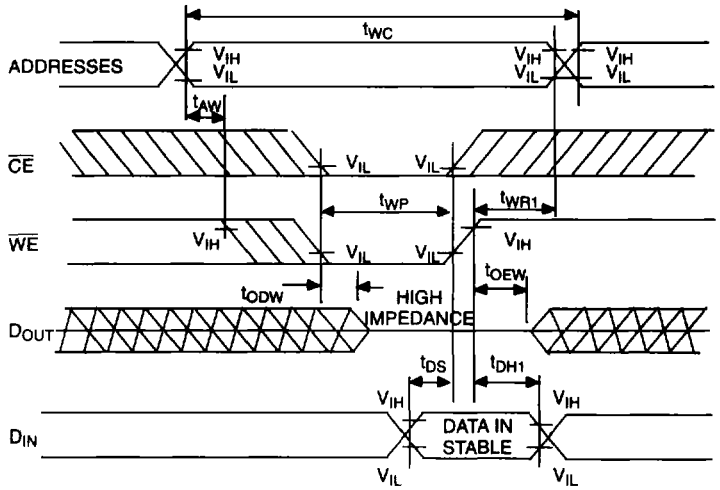 tWC
ADDRESSES
VIH
VIL
VIH
VIL
VIH
VIL
tAW
CE
VIL
VIL
tWP
tWR1
WE
VIH
VIL
VIL
VIH
tODW
HIGH
IMPEDANCE
tOEW
DOUT
tDS
tDH1
VIH
VIH
DIN
DATA IN
STABLE
VIL
VIL